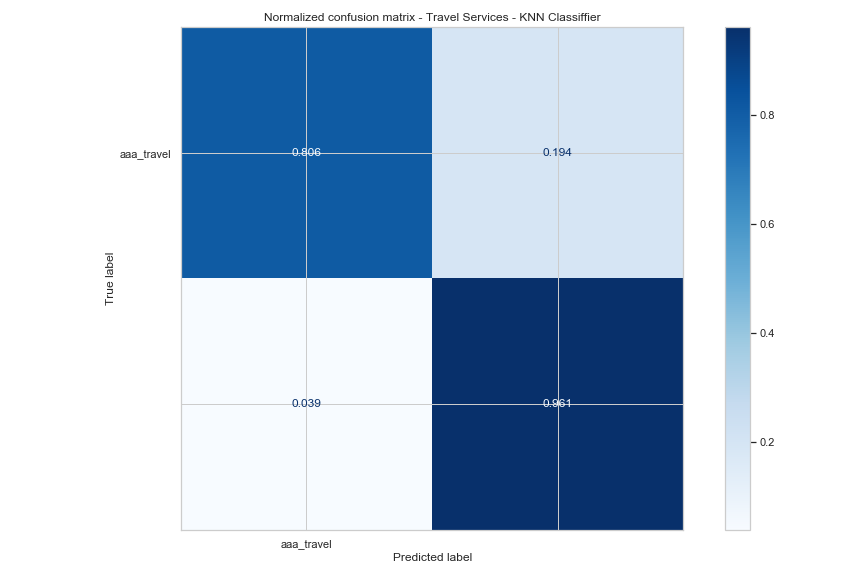 Normalized confusion matrix - Travel Services - KNN Classiffier
aaa_travel
0.806
0.194
0.8
0.6
True label
0.4
0.039
0.961
0.2
aaa_travel
Predicted label